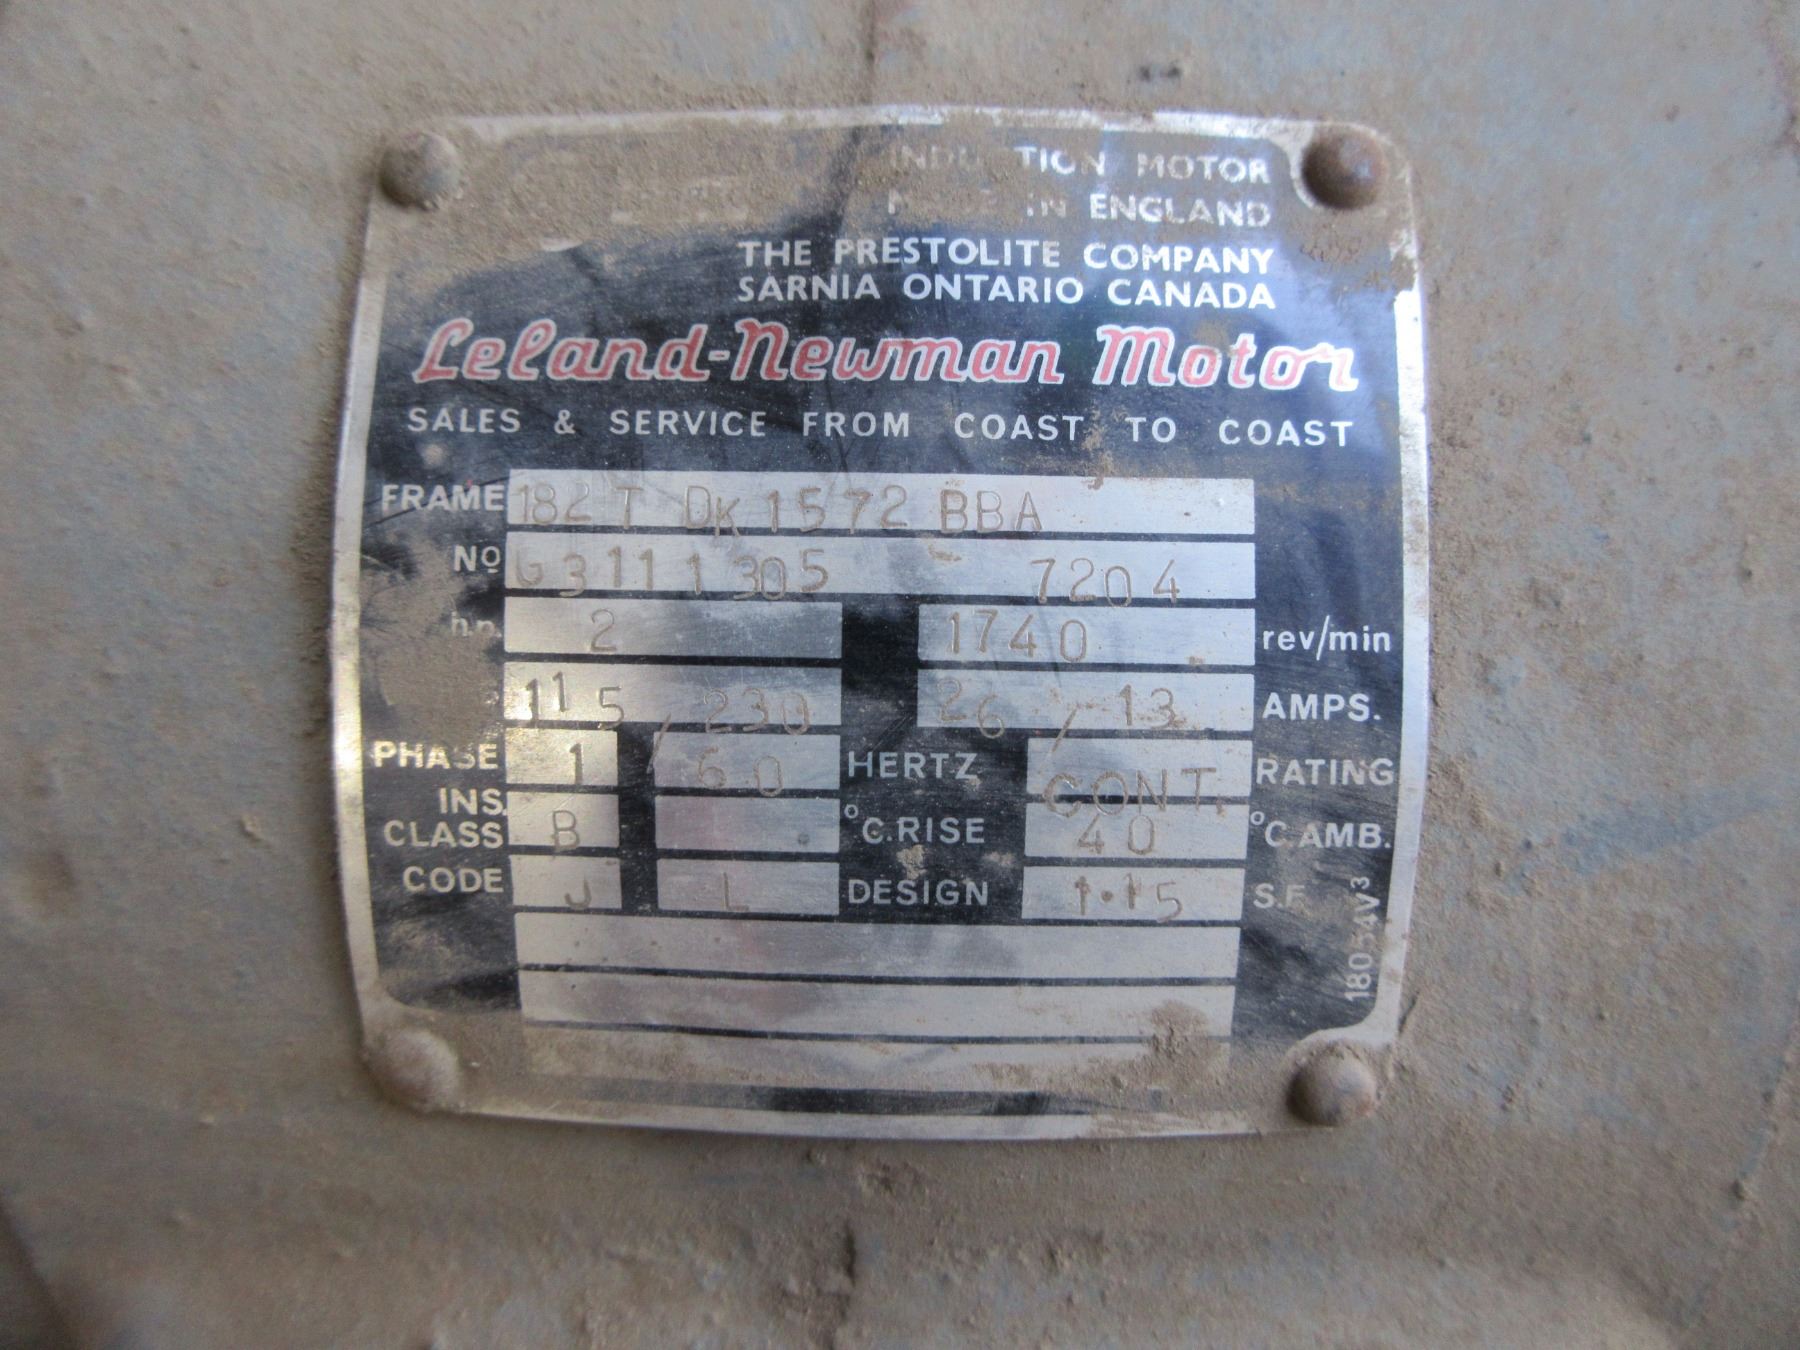 INDUCTION MOTOR
MADE IN ENGLAND
THE PRESTOLITE COMPANY
SARNIA ONTARIO CANADA
Leland-Newman Motor
SALES & SERVICE FROM COAST TO COAST
FRAME 182 T DK 1572 BBA
Nº G3111305 7204
h.p. 2 1740 rev/min
115/230 26/13 AMPS.
PHASE 1/60 HERTZ CONT. RATING
INS.
CLASS B °C.RISE 40 °C.AMB.
CODE J L DESIGN 1.15 S.F.
18054V3